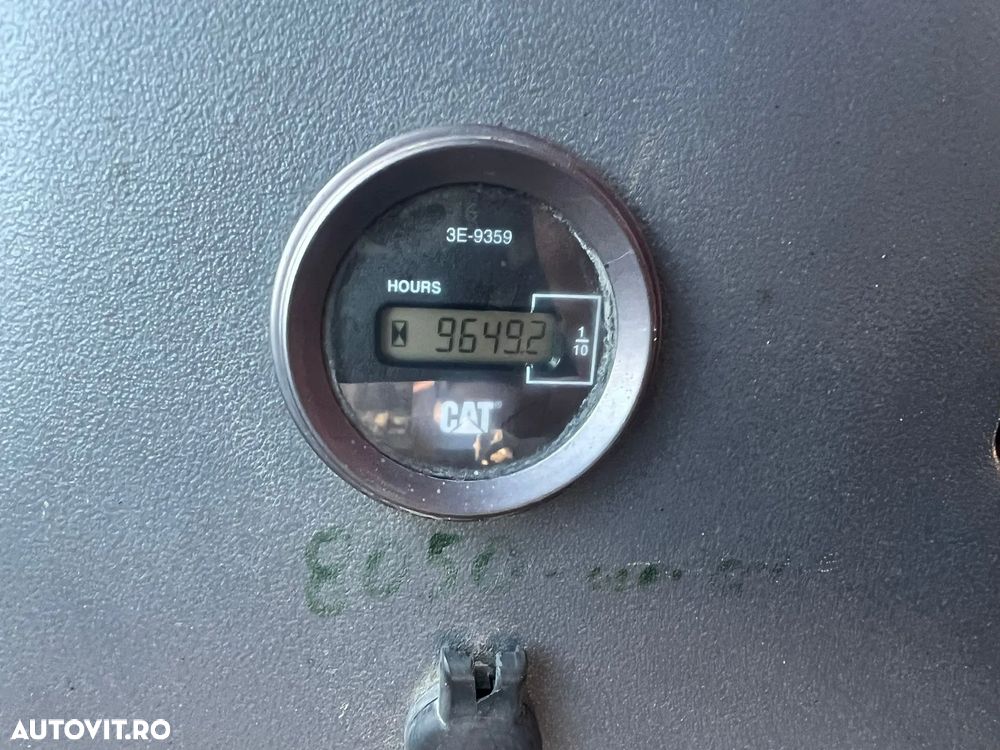 3E-9359
HOURS
9649.2
1/10
CAT®
AUTOVIT.RO